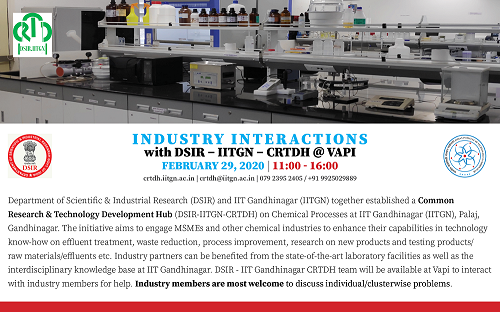 DSIR-IITGN
INDUSTRY INTERACTIONS
with DSIR – IITGN – CRTDH @ VAPI
FEBRUARY 29, 2020 | 11:00 - 16:00
crtdh.iitgn.ac.in | crtdh@iitgn.ac.in | 079 2395 2405 / +91 9925029889
DSIR
Department of Scientific & Industrial Research (DSIR) and IIT Gandhinagar (IITGN) together established a Common
Research & Technology Development Hub (DSIR-IITGN-CRTDH) on Chemical Processes at IIT Gandhinagar (IITGN), Palaj,
Gandhinagar. The initiative aims to engage MSMEs and other chemical industries to enhance their capabilities in technology
know-how on effluent treatment, waste reduction, process improvement, research on new products and testing products/
raw materials/effluents etc. Industry partners can be benefited from the state-of-the-art laboratory facilities as well as the
interdisciplinary knowledge base at IIT Gandhinagar. DSIR - IIT Gandhinagar CRTDH team will be available at Vapi to interact
with industry members for help. Industry members are most welcome to discuss individual/clusterwise problems.